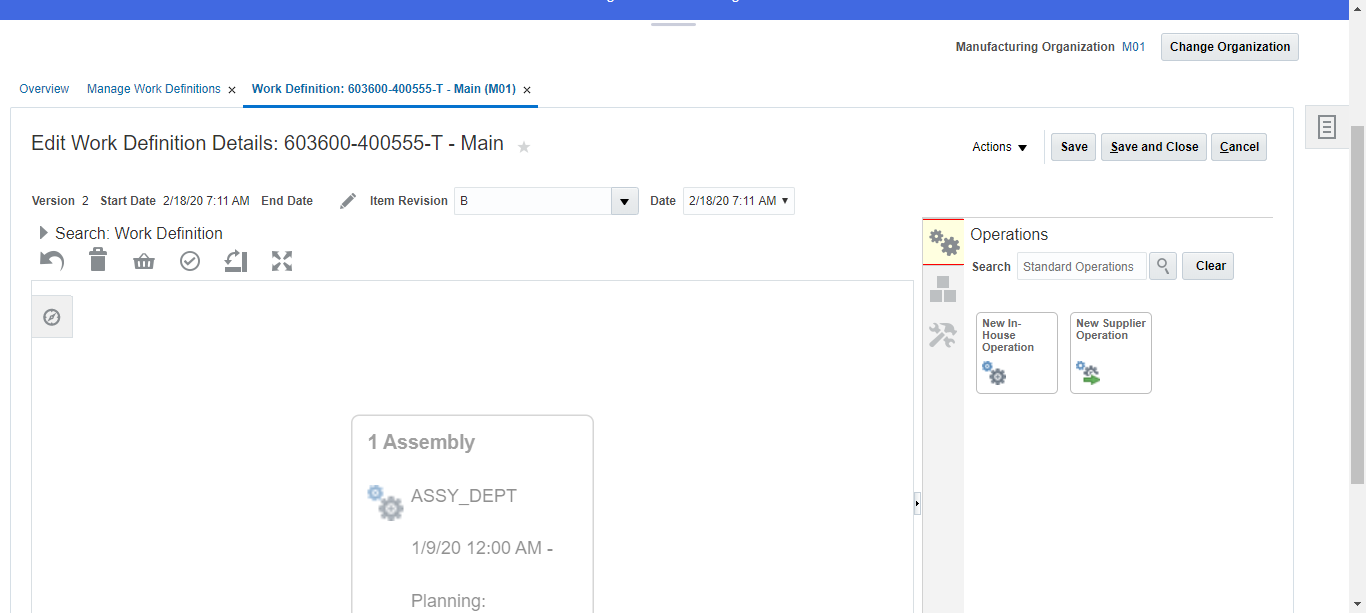 Manufacturing Organization M01 Change Organization
Overview Manage Work Definitions × Work Definition: 603600-400555-T - Main (M01) ×
Edit Work Definition Details: 603600-400555-T - Main
Actions Save Save and Close Cancel
Version 2 Start Date 2/18/20 7:11 AM End Date Item Revision B Date 2/18/20 7:11 AM
Search: Work Definition
Operations
Search Standard Operations Clear
New In-
House
Operation
New Supplier
Operation
1 Assembly
ASSY_DEPT
1/9/20 12:00 AM -
Planning: